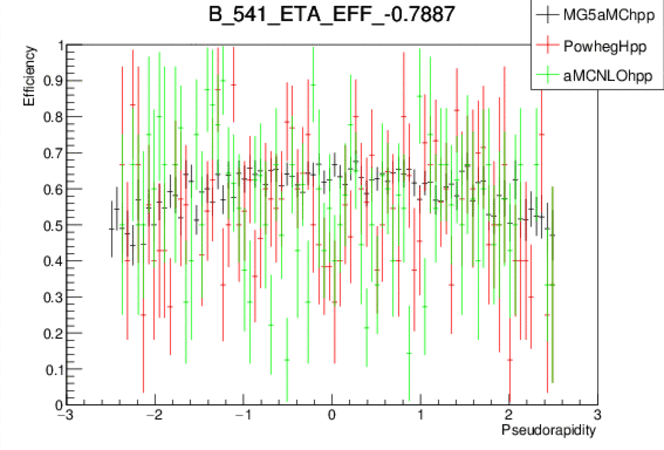 B_541_ETA_EFF_-0.7887
MG5aMChpp
PowhegHpp
aMCNLOhpp
Efficiency
1
0.9
0.8
0.7
0.6
0.5
0.4
0.3
0.2
0.1
0
−3 −2 −1 0 1 2 3
Pseudorapidity